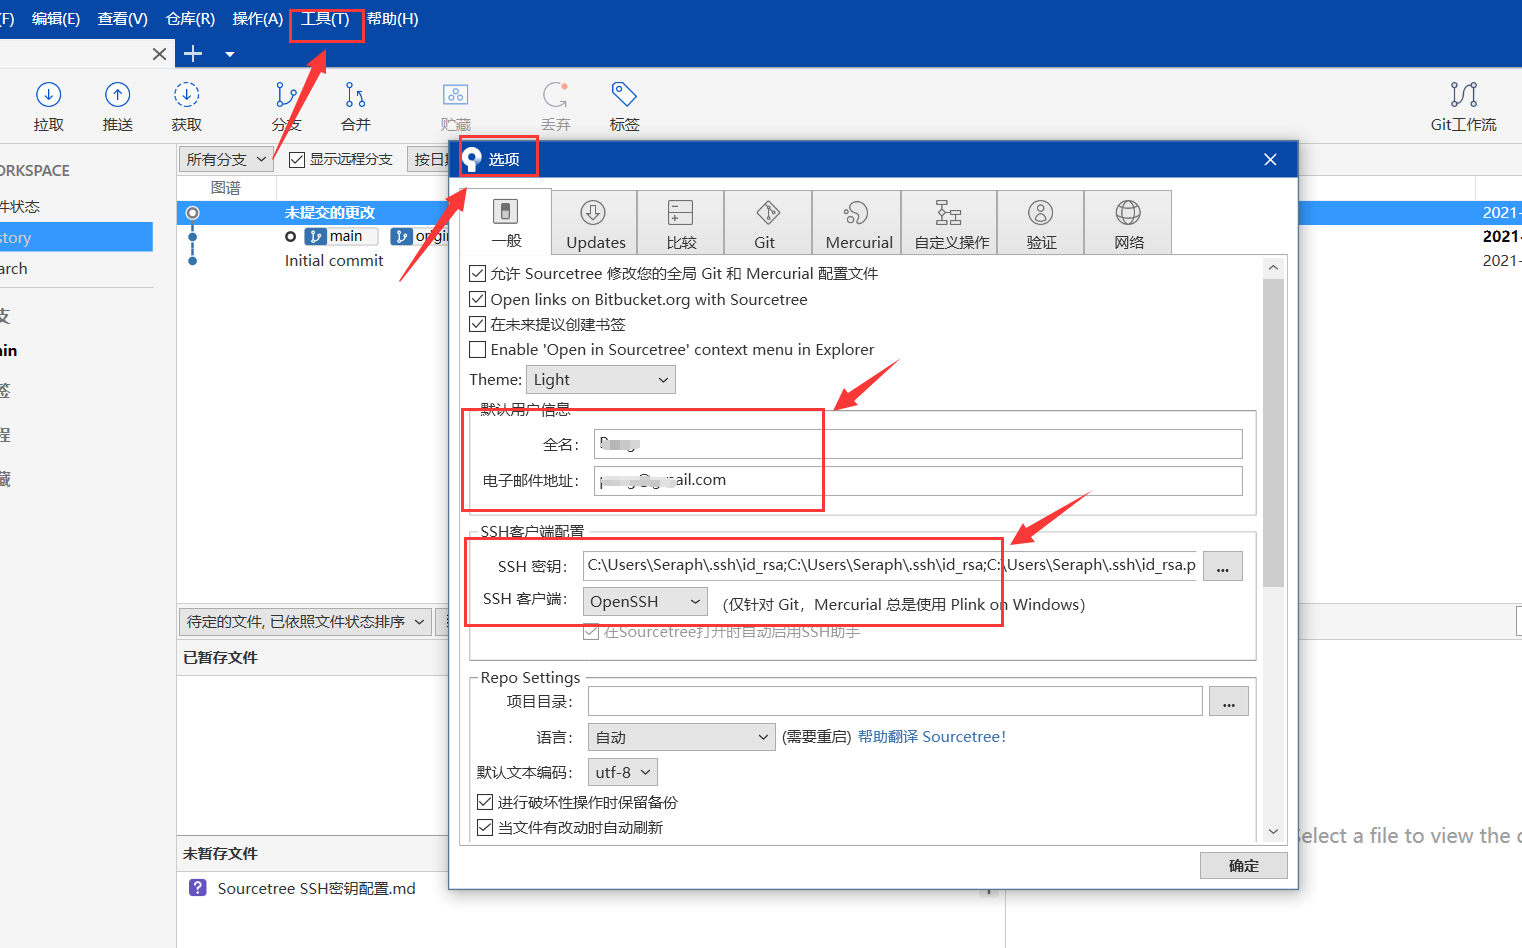 (F) 编辑(E) 查看(V) 仓库(R) 操作(A) 工具(T) 帮助(H)
拉取 推送 获取 分支 合并 贮藏 丢弃 标签 Git工作流
所有分支 显示远程分支 按日
图谱
未提交的更改 2021-
main 2021-
Initial commit 2021-
ORKSPACE
件状态
story
arch
支
in
签
程
藏
选项
一般 Updates 比较 Git Mercurial 自定义操作 验证 网络
允许 Sourcetree 修改您的全局 Git 和 Mercurial 配置文件
Open links on Bitbucket.org with Sourcetree
在未来提议创建书签
Enable 'Open in Sourcetree' context menu in Explorer
Theme: Light
默认用户信息
全名:
电子邮件地址: ail.com
SSH客户端配置
SSH 密钥: C:\Users\Seraph\.ssh\id_rsa;C:\Users\Seraph\.ssh\id_rsa;C:\Users\Seraph\.ssh\id_rsa.p ...
SSH 客户端: OpenSSH (仅针对 Git，Mercurial 总是使用 Plink on Windows)
在Sourcetree打开时自动启用SSH助手
Repo Settings
项目目录: ...
语言: 自动 (需要重启) 帮助翻译 Sourcetree!
默认文本编码: utf-8
进行破坏性操作时保留备份
当文件有改动时自动刷新
确定
待定的文件, 已依照文件状态排序
已暂存文件
未暂存文件
Sourcetree SSH密钥配置.md
Select a file to view the